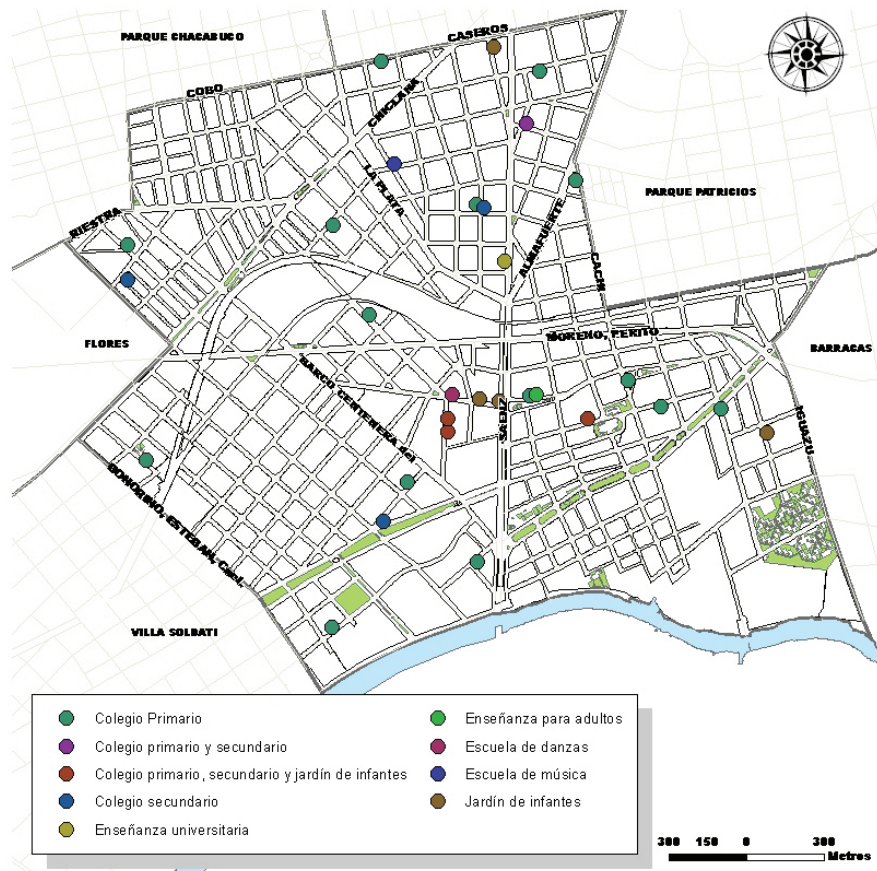 PARQUE CHACABUCO
CASEROS
COBO
CHICLANA
LA PLATA
PARQUE PATRICIOS
RIESTRA
ALMAFUERTE
CACHI
FLORES
MORENO, PERITO
BARRACAS
BARCO CENTENERA del
SAENZ
IGUAZU
BONORINO, ESTEBAN, Cnel.
VILLA SOLDATI
Colegio Primario
Colegio primario y secundario
Colegio primario, secundario y jardín de infantes
Colegio secundario
Enseñanza universitaria
Enseñanza para adultos
Escuela de danzas
Escuela de música
Jardín de infantes
300 150 0 300
Metros